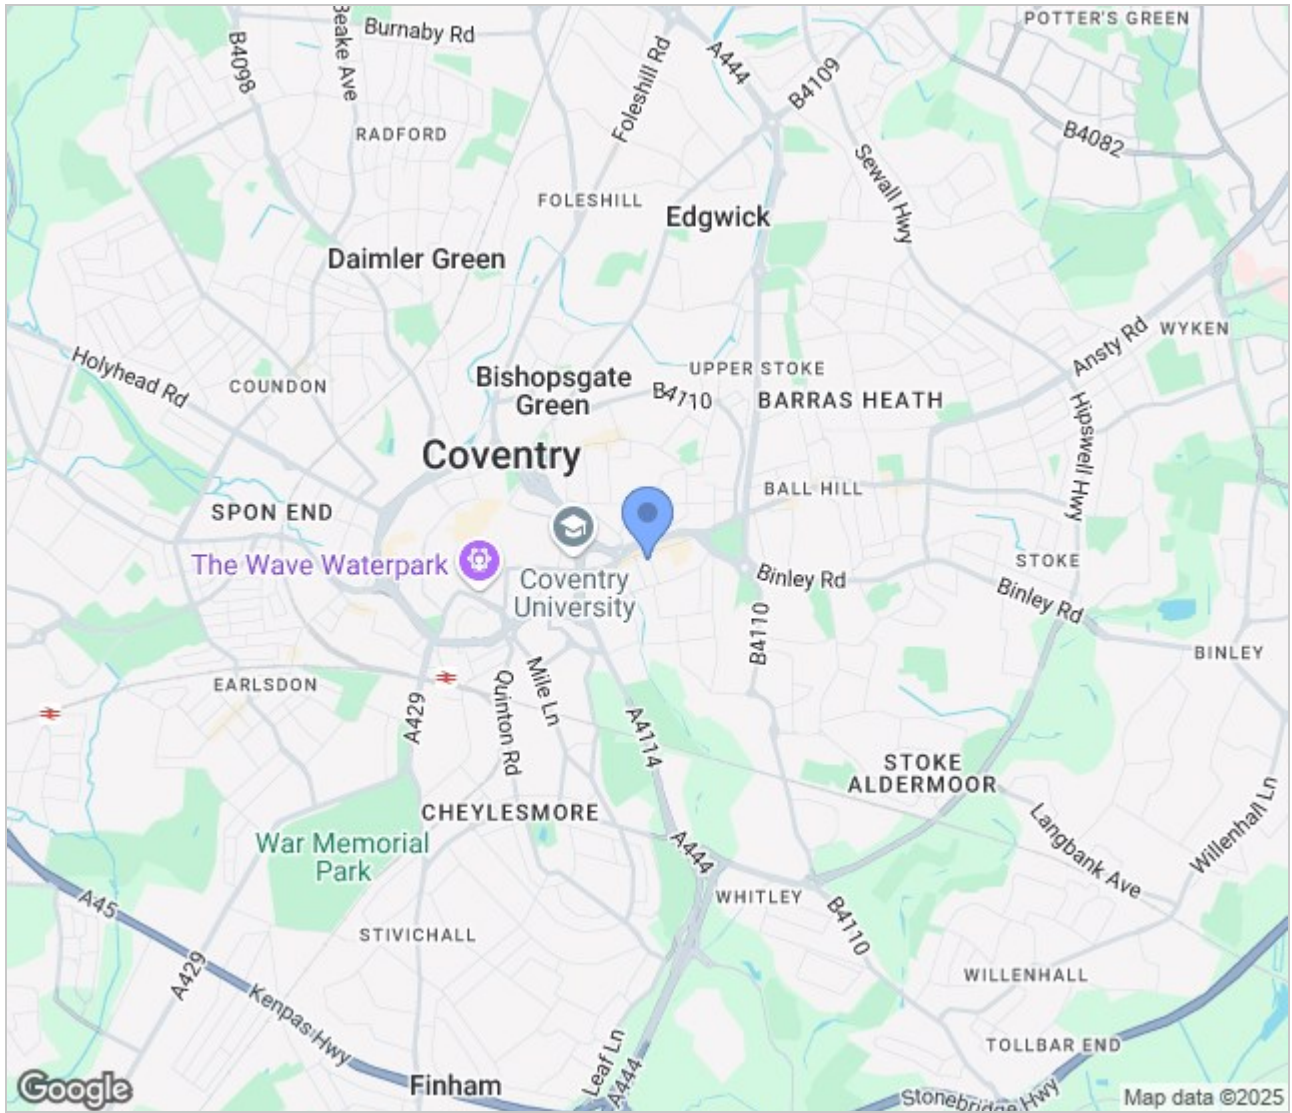 POTTER'S GREEN
Burnaby Rd
Beake Ave
B4098
Foleshill Rd
A444
B4109
B4082
RADFORD
Sewall Hwy
FOLESHILL
Edgwick
Daimler Green
WYKEN
Ansty Rd
Holyhead Rd
COUNDON
Bishopsgate
Green
B4110
UPPER STOKE
BARRAS HEATH
Hipswell Hwy
Coventry
BALL HILL
SPON END
The Wave Waterpark
Coventry
University
Binley Rd
STOKE
Binley Rd
B4110
BINLEY
EARLSDON
A429
Quinton Rd
Mile Ln
A4114
STOKE
ALDERMOOR
CHEYLESMORE
Langbank Ave
Willenhall Ln
War Memorial
Park
A444
WHITLEY
A45
B4110
STIVICHALL
A429
WILLENHALL
Kenpas Hwy
TOLLBAR END
Leaf Ln
A444
Finham
Stonebridge Hwy
Google
Map data ©2025